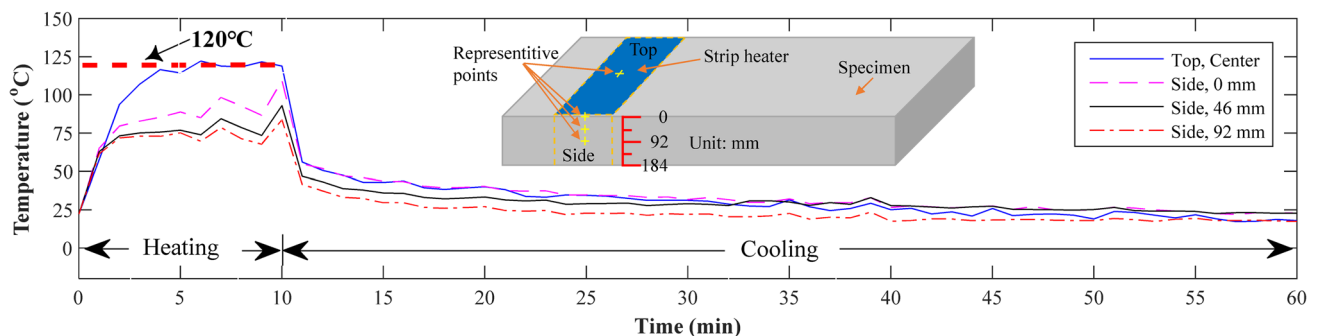 150
125
100
75
50
25
0
Temperature (°C)
120℃
Heating
Cooling
Representitive
points
Top
Strip heater
Specimen
Side
0
92
184
Unit: mm
Top, Center
Side, 0 mm
Side, 46 mm
Side, 92 mm
0 5 10 15 20 25 30 35 40 45 50 55 60
Time (min)